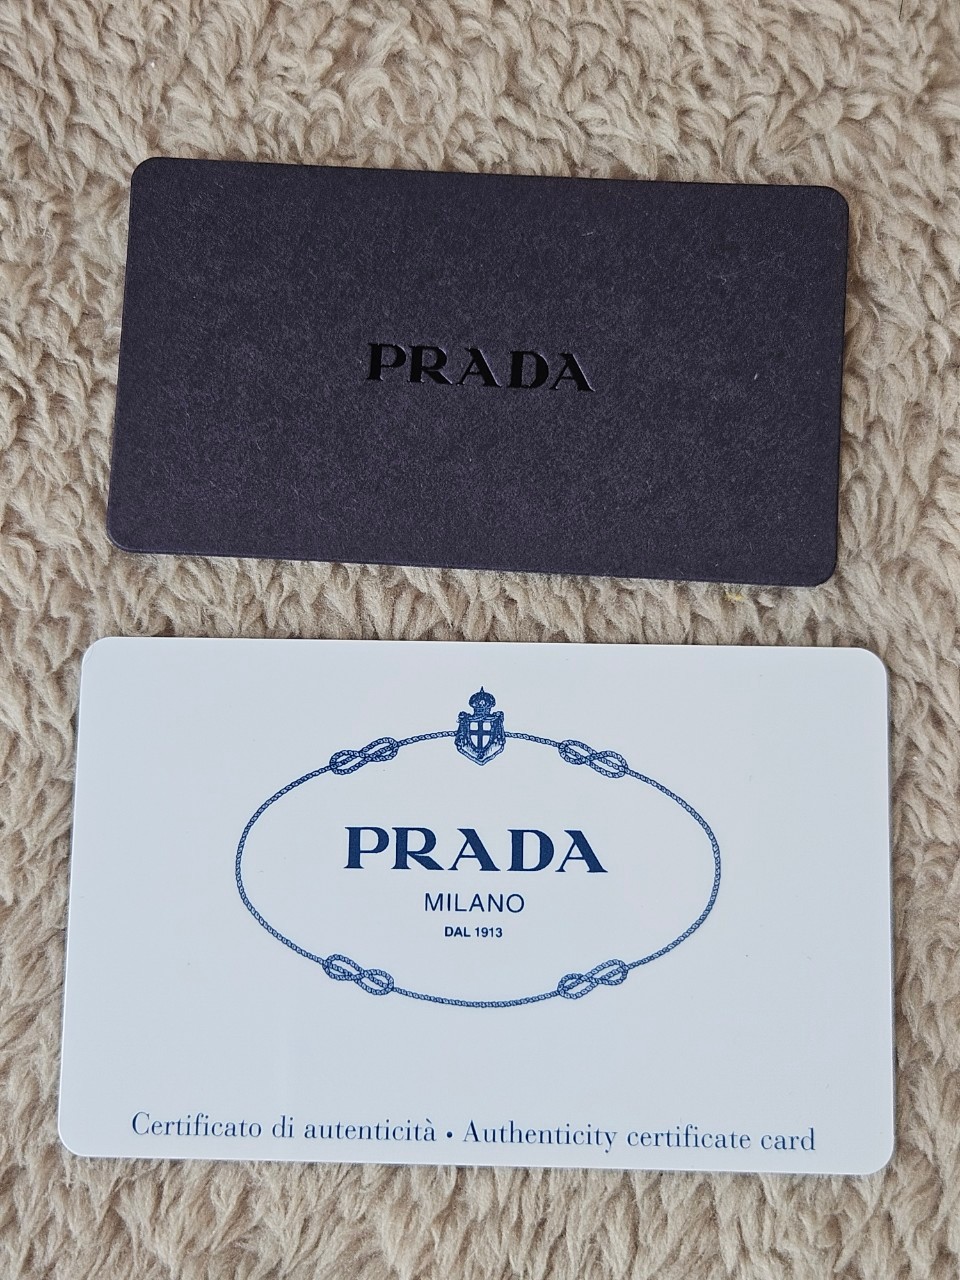 PRADA
PRADA
MILANO
DAL 1913
Certificato di autenticità • Authenticity certificate card